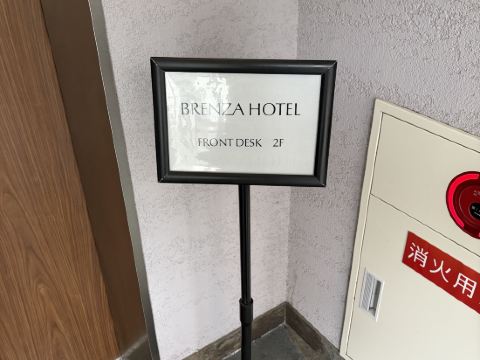 BRENZA HOTEL
FRONT DESK 2F
消火用